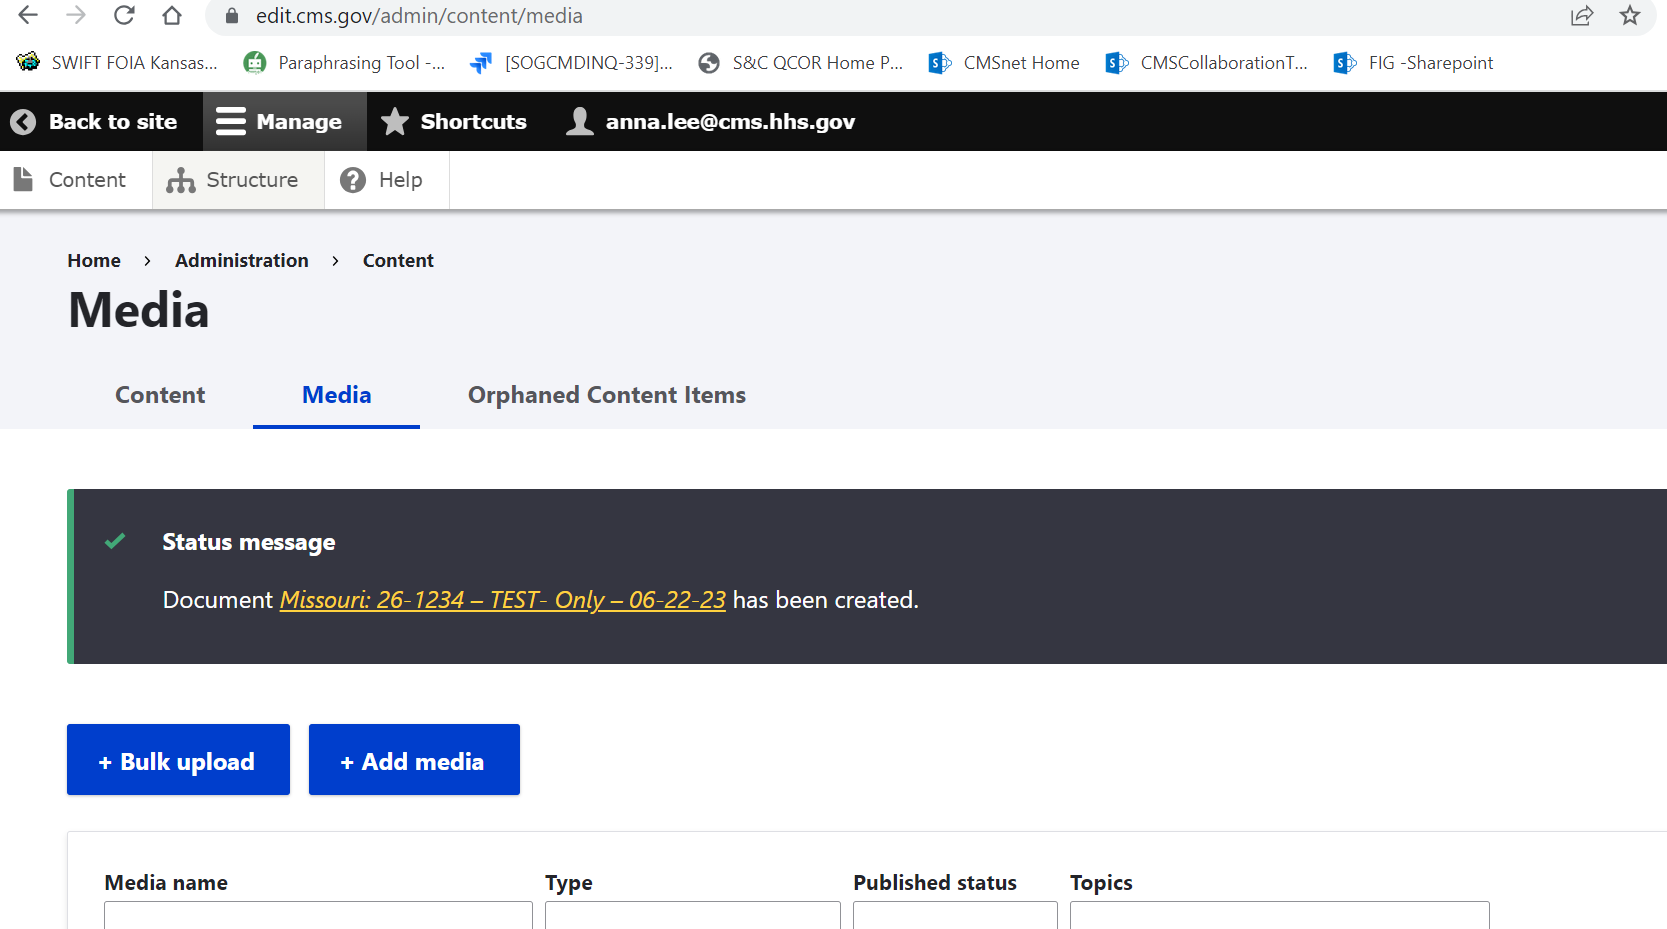 edit.cms.gov/admin/content/media
SWIFT FOIA Kansas... Paraphrasing Tool -... [SOGCMDINQ-339]... S&C QCOR Home P... CMSnet Home CMSCollaborationT... FIG -Sharepoint
Back to site Manage Shortcuts anna.lee@cms.hhs.gov
Content Structure Help
Home › Administration › Content
Media
Content Media Orphaned Content Items
Status message
Document Missouri: 26-1234 – TEST- Only – 06-22-23 has been created.
+ Bulk upload + Add media
Media name Type Published status Topics